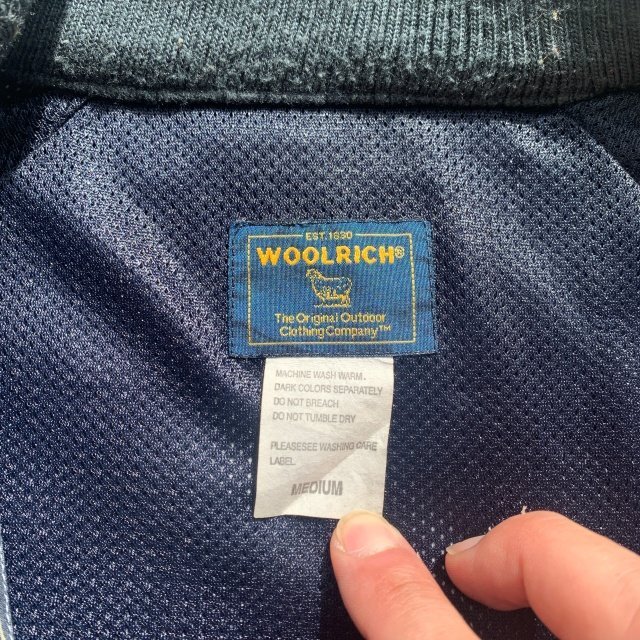 EST. 1830
WOOLRICH®
The Original Outdoor
Clothing Company™
MACHINE WASH WARM.
DARK COLORS SEPARATELY
DO NOT BREACH
DO NOT TUMBLE DRY
PLEASESEE WASHING CARE
LABEL.
MEDIUM